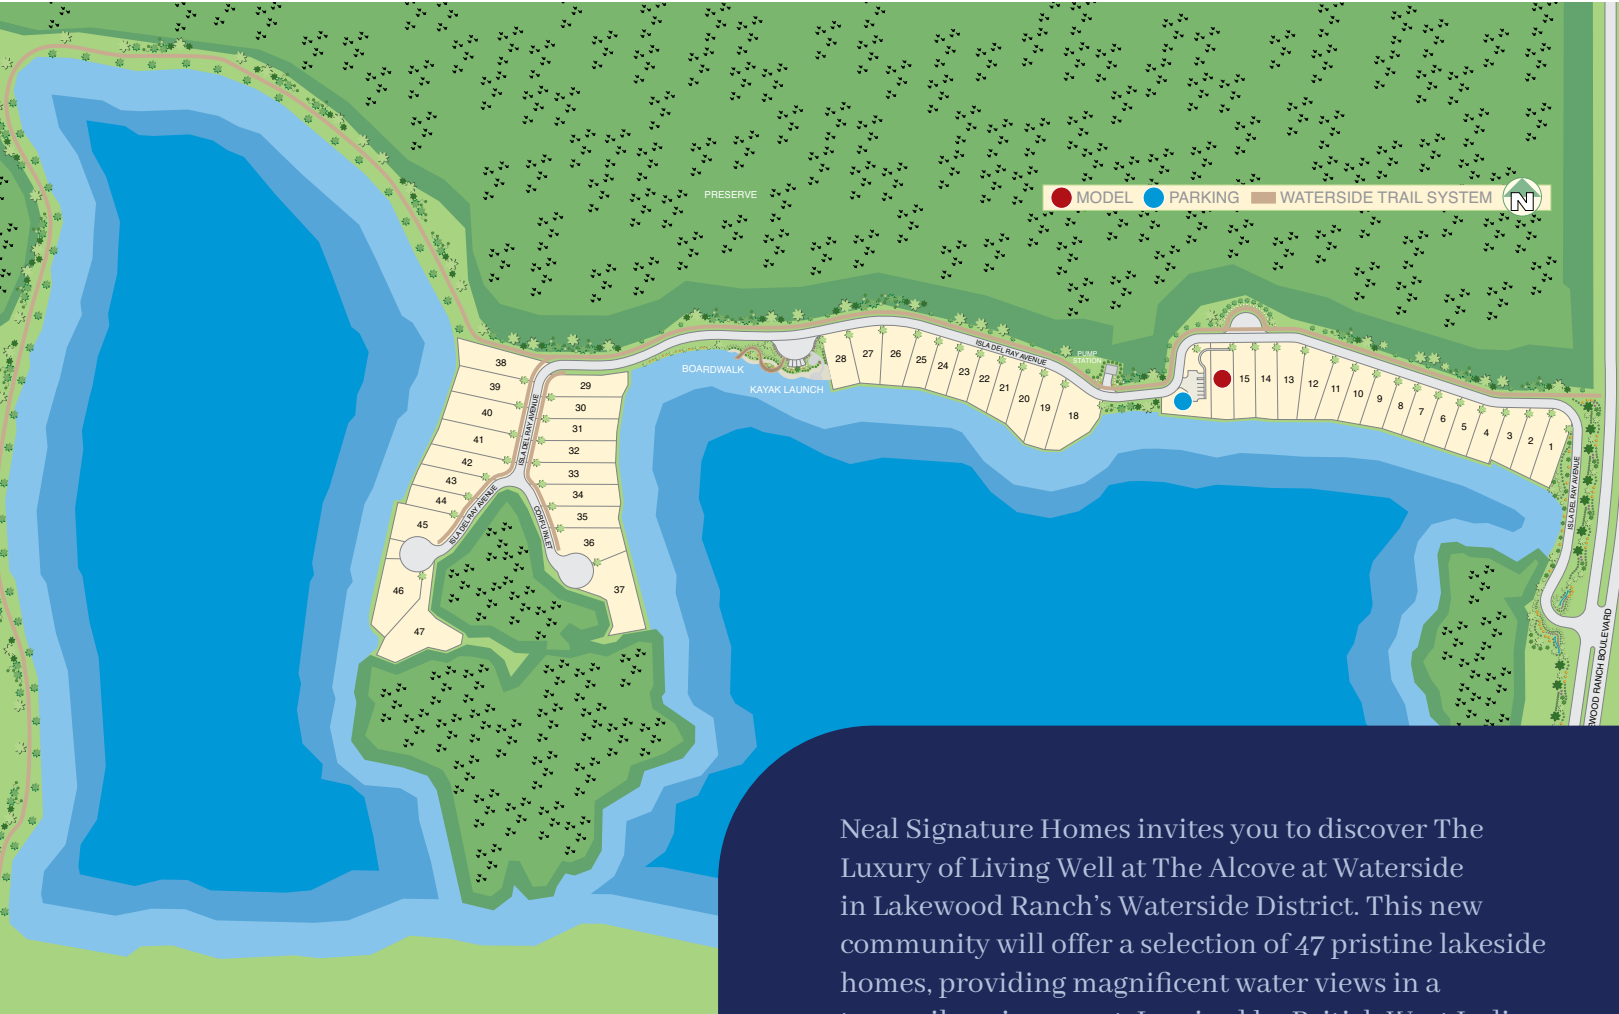 PRESERVE
MODEL PARKING WATERSIDE TRAIL SYSTEM N
PUMP
STATION
ISLA DEL RAY AVENUE
BOARDWALK
KAYAK LAUNCH
28 27 26 25 24 23 22 21 20 19 18
15 14 13 12 11 10 9 8 7 6 5 4 3 2 1
38
39
40
41
42
43
44
45
46
47
29
30
31
32
33
34
35
36
37
ISLA DEL RAY AVENUE
ISLA DEL RAY AVENUE
CORFU INLET
ISLA DEL RAY AVENUE
EWOOD RANCH BOULEVARD
Neal Signature Homes invites you to discover The
Luxury of Living Well at The Alcove at Waterside
in Lakewood Ranch’s Waterside District. This new
community will offer a selection of 47 pristine lakeside
homes, providing magnificent water views in a